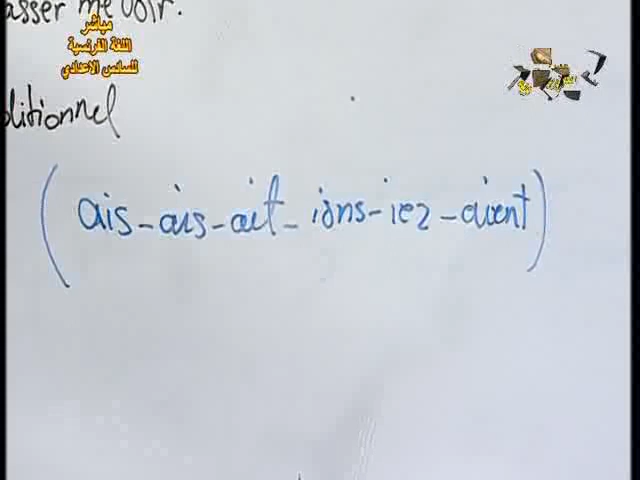 asser me voir.
مباشر
اللغة الفرنسية
للسادس الاعدادي
ditionnel
(ais - ais - ait - ions - iez - aient)